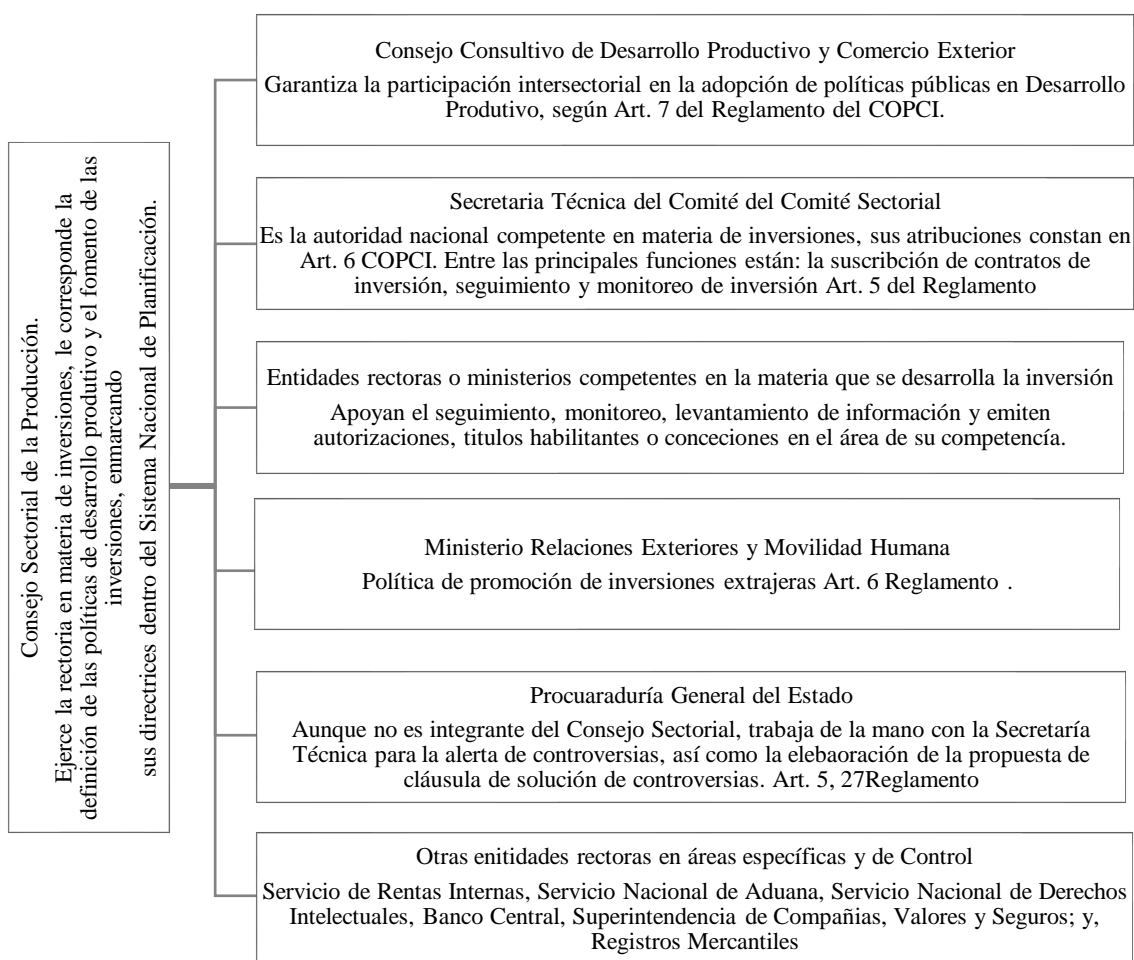 Consejo Sectorial de la Producción.
Ejerce la rectoria en materia de inversiones, le corresponde la
definición de las políticas de desarrollo produtivo y el fomento de las
inversiones, enmarcando
sus directrices dentro del Sistema Nacional de Planificación.
Consejo Consultivo de Desarrollo Productivo y Comercio Exterior
Garantiza la participación intersectorial en la adopción de políticas públicas en Desarrollo
Produtivo, según Art. 7 del Reglamento del COPCI.
Secretaria Técnica del Comité del Comité Sectorial
Es la autoridad nacional competente en materia de inversiones, sus atribuciones constan en
Art. 6 COPCI. Entre las principales funciones están: la suscribción de contratos de
inversión, seguimiento y monitoreo de inversión Art. 5 del Reglamento
Entidades rectoras o ministerios competentes en la materia que se desarrolla la inversión
Apoyan el seguimiento, monitoreo, levantamiento de información y emiten
autorizaciones, titulos habilitantes o conceciones en el área de su competencía.
Ministerio Relaciones Exteriores y Movilidad Humana
Política de promoción de inversiones extrajeras Art. 6 Reglamento .
Procuaraduría General del Estado
Aunque no es integrante del Consejo Sectorial, trabaja de la mano con la Secretaría
Técnica para la alerta de controversias, así como la elebaoración de la propuesta de
cláusula de solución de controversias. Art. 5, 27Reglamento
Otras enitidades rectoras en áreas específicas y de Control
Servicio de Rentas Internas, Servicio Nacional de Aduana, Servicio Nacional de Derechos
Intelectuales, Banco Central, Superintendencia de Compañias, Valores y Seguros; y,
Registros Mercantiles